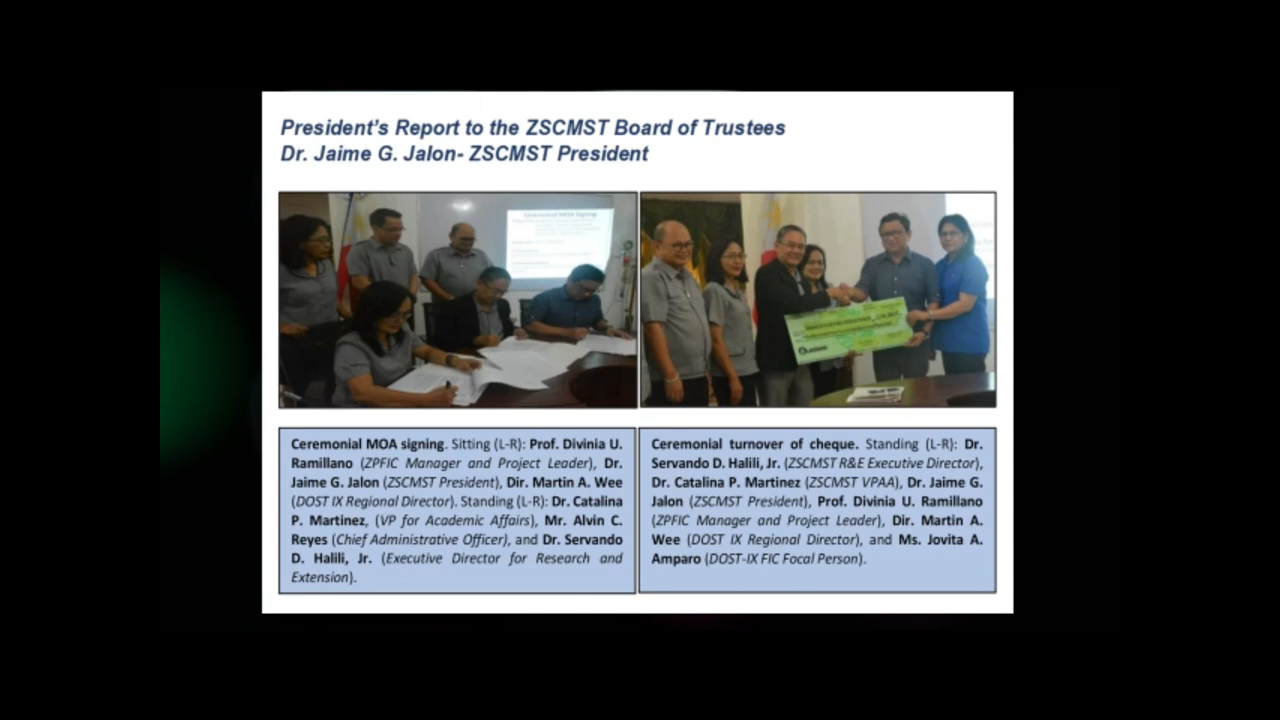 President's Report to the ZSCMST Board of Trustees
Dr. Jaime G. Jalon- ZSCMST President
Ceremonial MOA Signing
Ceremonial MOA signing. Sitting (L-R): Prof. Divinia U.
Ramillano (ZPFIC Manager and Project Leader), Dr.
Jaime G. Jalon (ZSCMST President), Dir. Martin A. Wee
(DOST IX Regional Director). Standing (L-R): Dr. Catalina
P. Martinez, (VP for Academic Affairs), Mr. Alvin C.
Reyes (Chief Administrative Officer), and Dr. Servando
D. Halili, Jr. (Executive Director for Research and
Extension).
Ceremonial turnover of cheque. Standing (L-R): Dr.
Servando D. Halili, Jr. (ZSCMST R&E Executive Director),
Dr. Catalina P. Martinez (ZSCMST VPAA), Dr. Jaime G.
Jalon (ZSCMST President), Prof. Divinia U. Ramillano
(ZPFIC Manager and Project Leader), Dir. Martin A.
Wee (DOST IX Regional Director), and Ms. Jovita A.
Amparo (DOST-IX FIC Focal Person).